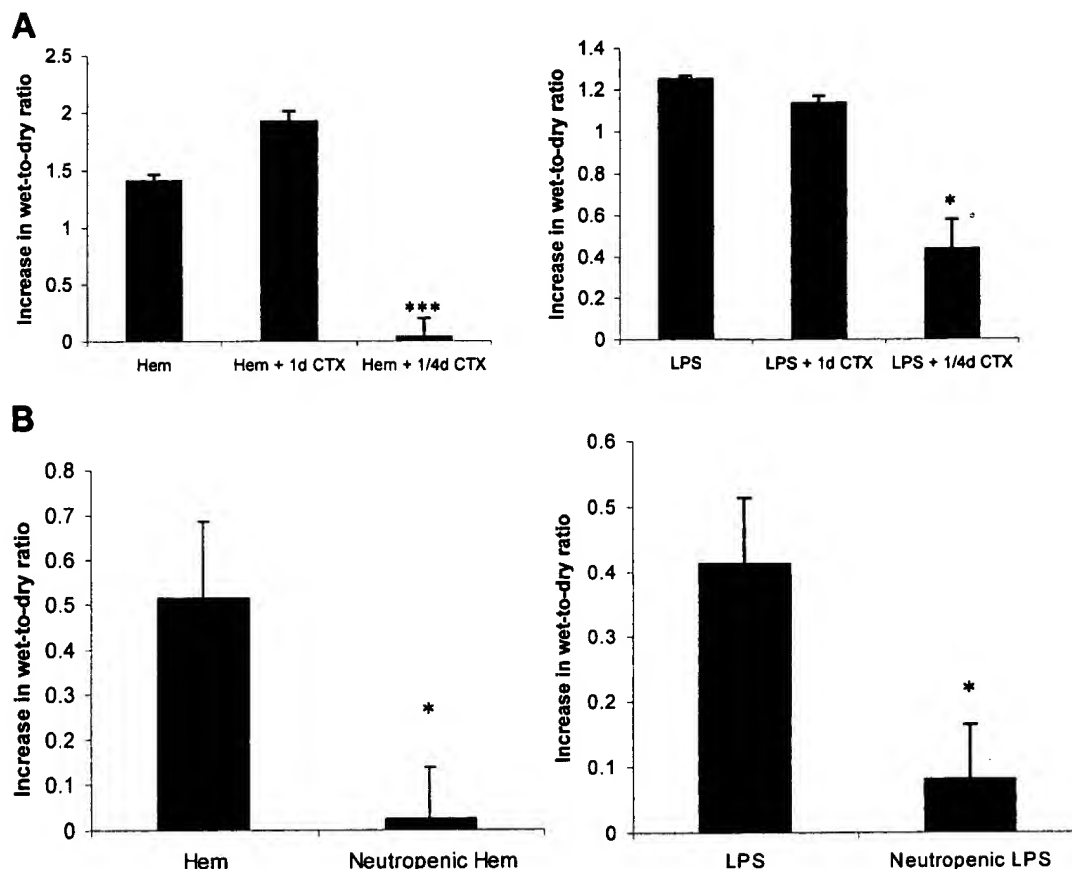 A
Increase in wet-to-dry ratio
2.5
2
1.5
1
0.5
0
***
Hem
Hem + 1d CTX
Hem + 1/4d CTX
Increase in wet-to-dry ratio
1.4
1.2
1
0.8
0.6
0.4
0.2
0
*
LPS
LPS + 1d CTX
LPS + 1/4d CTX
B
Increase in wet-to-dry ratio
0.8
0.7
0.6
0.5
0.4
0.3
0.2
0.1
0
*
Hem
Neutropenic Hem
Increase in wet-to-dry ratio
0.6
0.5
0.4
0.3
0.2
0.1
0
*
LPS
Neutropenic LPS